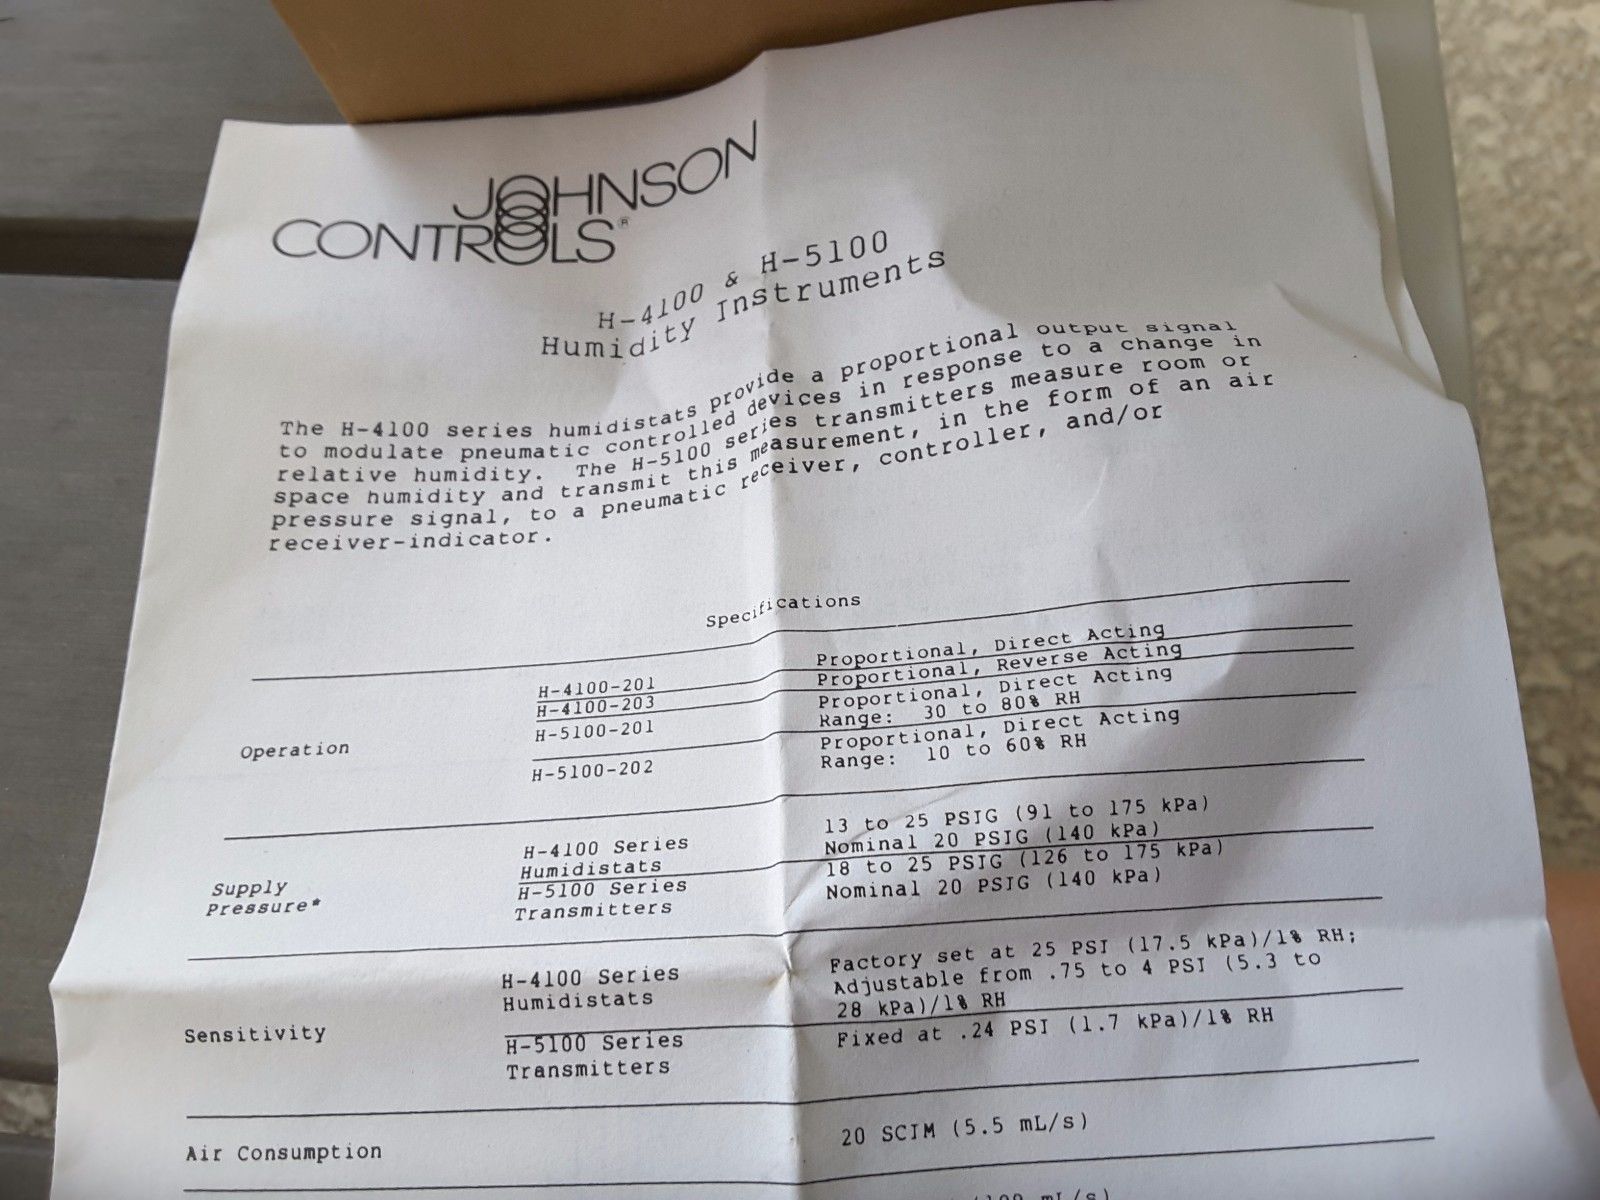 JOHNSON
CONTROLS®
H-4100 & H-5100
Humidity Instruments
The H-4100 series humidistats provide a proportional output signal
to modulate pneumatic controlled devices in response to a change in
relative humidity. The H-5100 series transmitters measure room or
space humidity and transmit this measurement, in the form of an air
pressure signal, to a pneumatic receiver, controller, and/or
receiver-indicator.
Specifications
Operation
H-4100-201 Proportional, Direct Acting
H-4100-203 Proportional, Reverse Acting
H-5100-201 Proportional, Direct Acting
Range: 30 to 80% RH
H-5100-202 Proportional, Direct Acting
Range: 10 to 60% RH
Supply
Pressure*
H-4100 Series 13 to 25 PSIG (91 to 175 kPa)
Humidistats Nominal 20 PSIG (140 kPa)
H-5100 Series 18 to 25 PSIG (126 to 175 kPa)
Transmitters Nominal 20 PSIG (140 kPa)
Sensitivity
H-4100 Series Factory set at 25 PSI (17.5 kPa)/1% RH;
Humidistats Adjustable from .75 to 4 PSI (5.3 to
28 kPa)/1% RH
H-5100 Series Fixed at .24 PSI (1.7 kPa)/1% RH
Transmitters
Air Consumption 20 SCIM (5.5 mL/s)
mL/s)